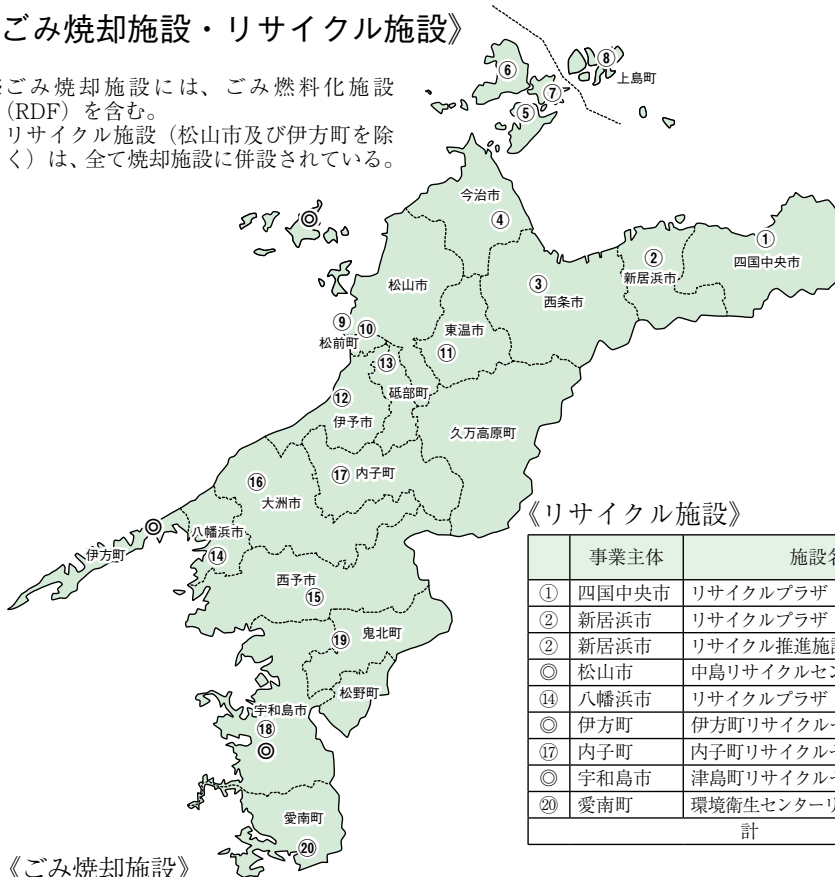 ごみ焼却施設・リサイクル施設》
ごみ焼却施設には、ごみ燃料化施設
(RDF)を含む。
リサイクル施設(松山市及び伊方町を除
く)は、全て焼却施設に併設されている。
⑧
上島町
⑥
⑦
⑤
今治市
④
◎
①
四国中央市
②
新居浜市
③
西条市
松山市
⑨
⑩
松前町
東温市
⑪
⑬
砥部町
⑫
伊予市
久万高原町
⑯
大洲市
⑰ 内子町
◎
伊方町
八幡浜市
⑭
西予市
⑮
⑲ 鬼北町
松野町
宇和島市
⑱
◎
愛南町
⑳
《リサイクル施設》
事業主体 施設名
① 四国中央市 リサイクルプラザ
② 新居浜市 リサイクルプラザ
② 新居浜市 リサイクル推進施設
◎ 松山市 中島リサイクルセン
⑭ 八幡浜市 リサイクルプラザ
◎ 伊方町 伊方町リサイクル
⑰ 内子町 内子町リサイクル
◎ 宇和島市 津島町リサイクル
⑳ 愛南町 環境衛生センターリ
計
《ごみ焼却施設》